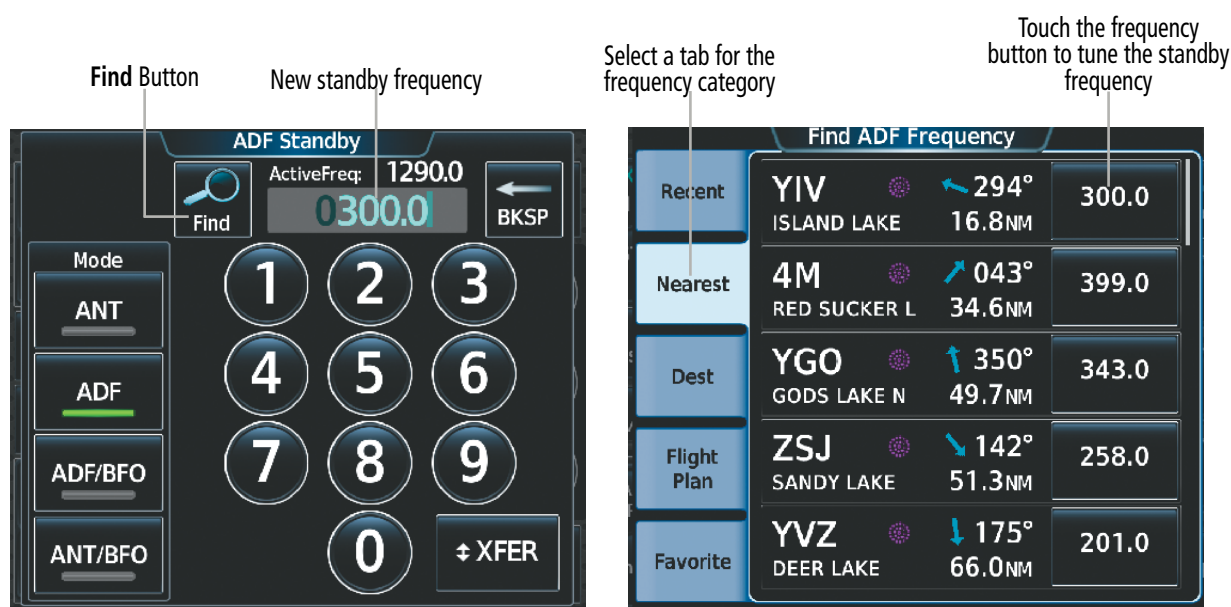 Find Button
New standby frequency
Select a tab for the
frequency category
Touch the frequency
button to tune the standby
frequency
ADF Standby
Find
ActiveFreq: 1290.0
0300.0
BKSP
Mode
ANT
ADF
ADF/BFO
ANT/BFO
1 2 3
4 5 6
7 8 9
0
XFER
Find ADF Frequency
Recent
Nearest
Dest
Flight
Plan
Favorite
YIV 294° 300.0
ISLAND LAKE 16.8NM
4M 043° 399.0
RED SUCKER L 34.6NM
YGO 350° 343.0
GODS LAKE N 49.7NM
ZSJ 142° 258.0
SANDY LAKE 51.3NM
YVZ 175° 201.0
DEER LAKE 66.0NM